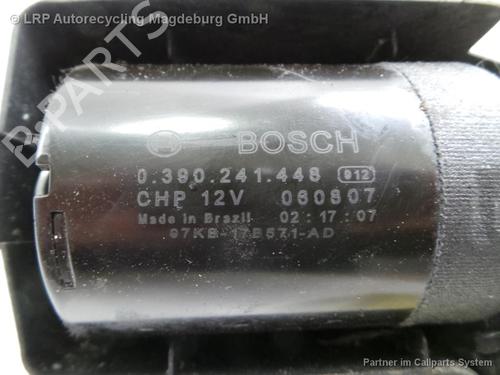 © LRP Autorecycling Magdeburg GmbH
BOSCH
0.390.241.448 912
CHP 12V 060807
Made in Brazil 02:17:07
97KB-17B571-AD
Partner im Callparts System